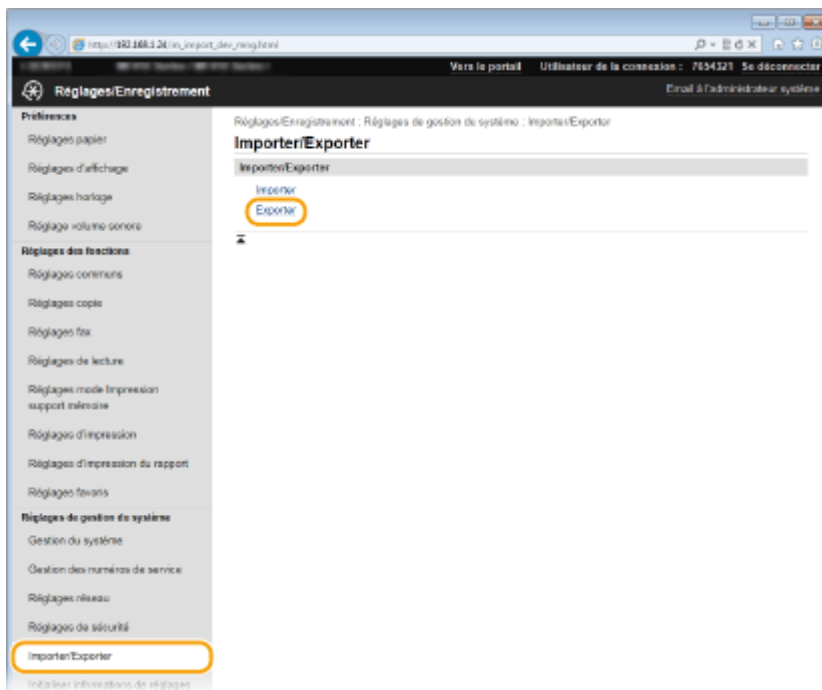 http://192.168.1.24/m_import_dev_mng.html
Vers le portail Utilisateur de la connexion : 7654321 Se déconnecter
Réglages/Enregistrement
Email à l'administrateur système
Préférences
Réglages papier
Réglages d'affichage
Réglages horloge
Réglage volume sonore
Réglages des fonctions
Réglages communs
Réglages copie
Réglages fax
Réglages de lecture
Réglages mode Impression
support mémoire
Réglages d'impression
Réglages d'impression du rapport
Réglages favoris
Réglages de gestion du système
Gestion du système
Gestion des numéros de service
Réglages réseau
Réglages de sécurité
Importer/Exporter
Initialiser informations de réglages
Réglages/Enregistrement : Réglages de gestion du système : Importer/Exporter
Importer/Exporter
Importer/Exporter
Importer
Exporter